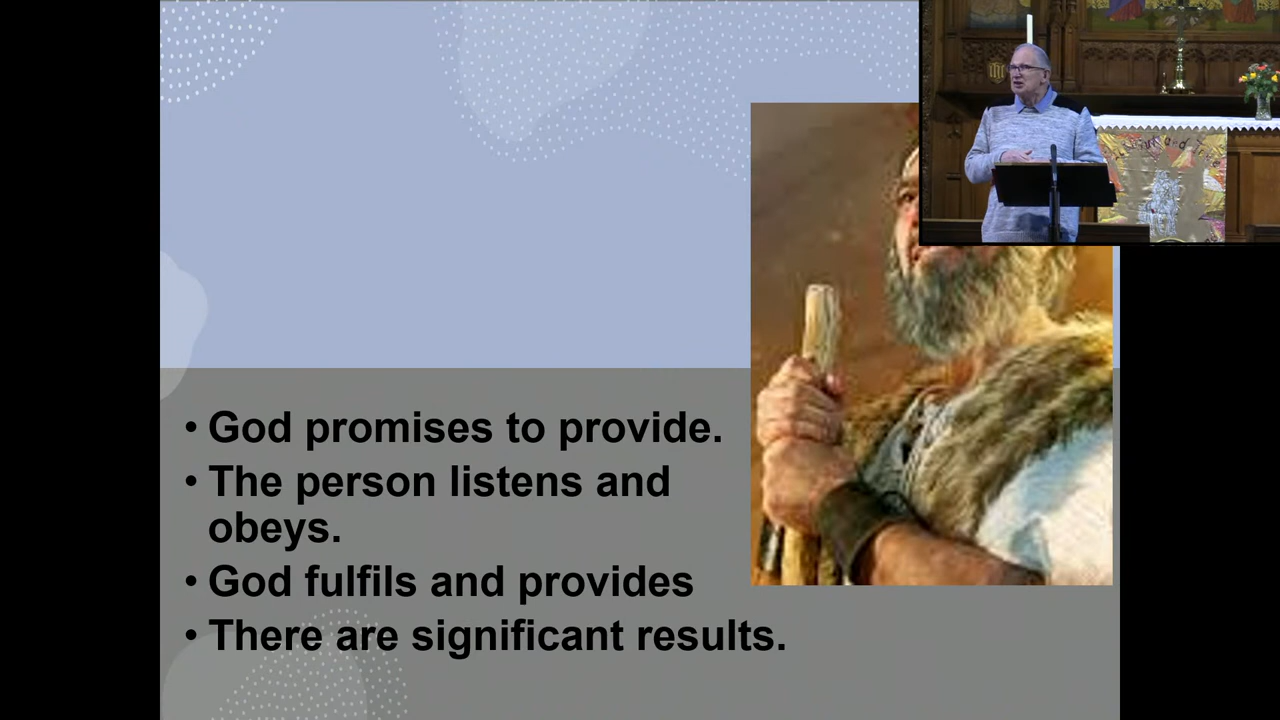 • God promises to provide.
• The person listens and
obeys.
• God fulfils and provides
• There are significant results.